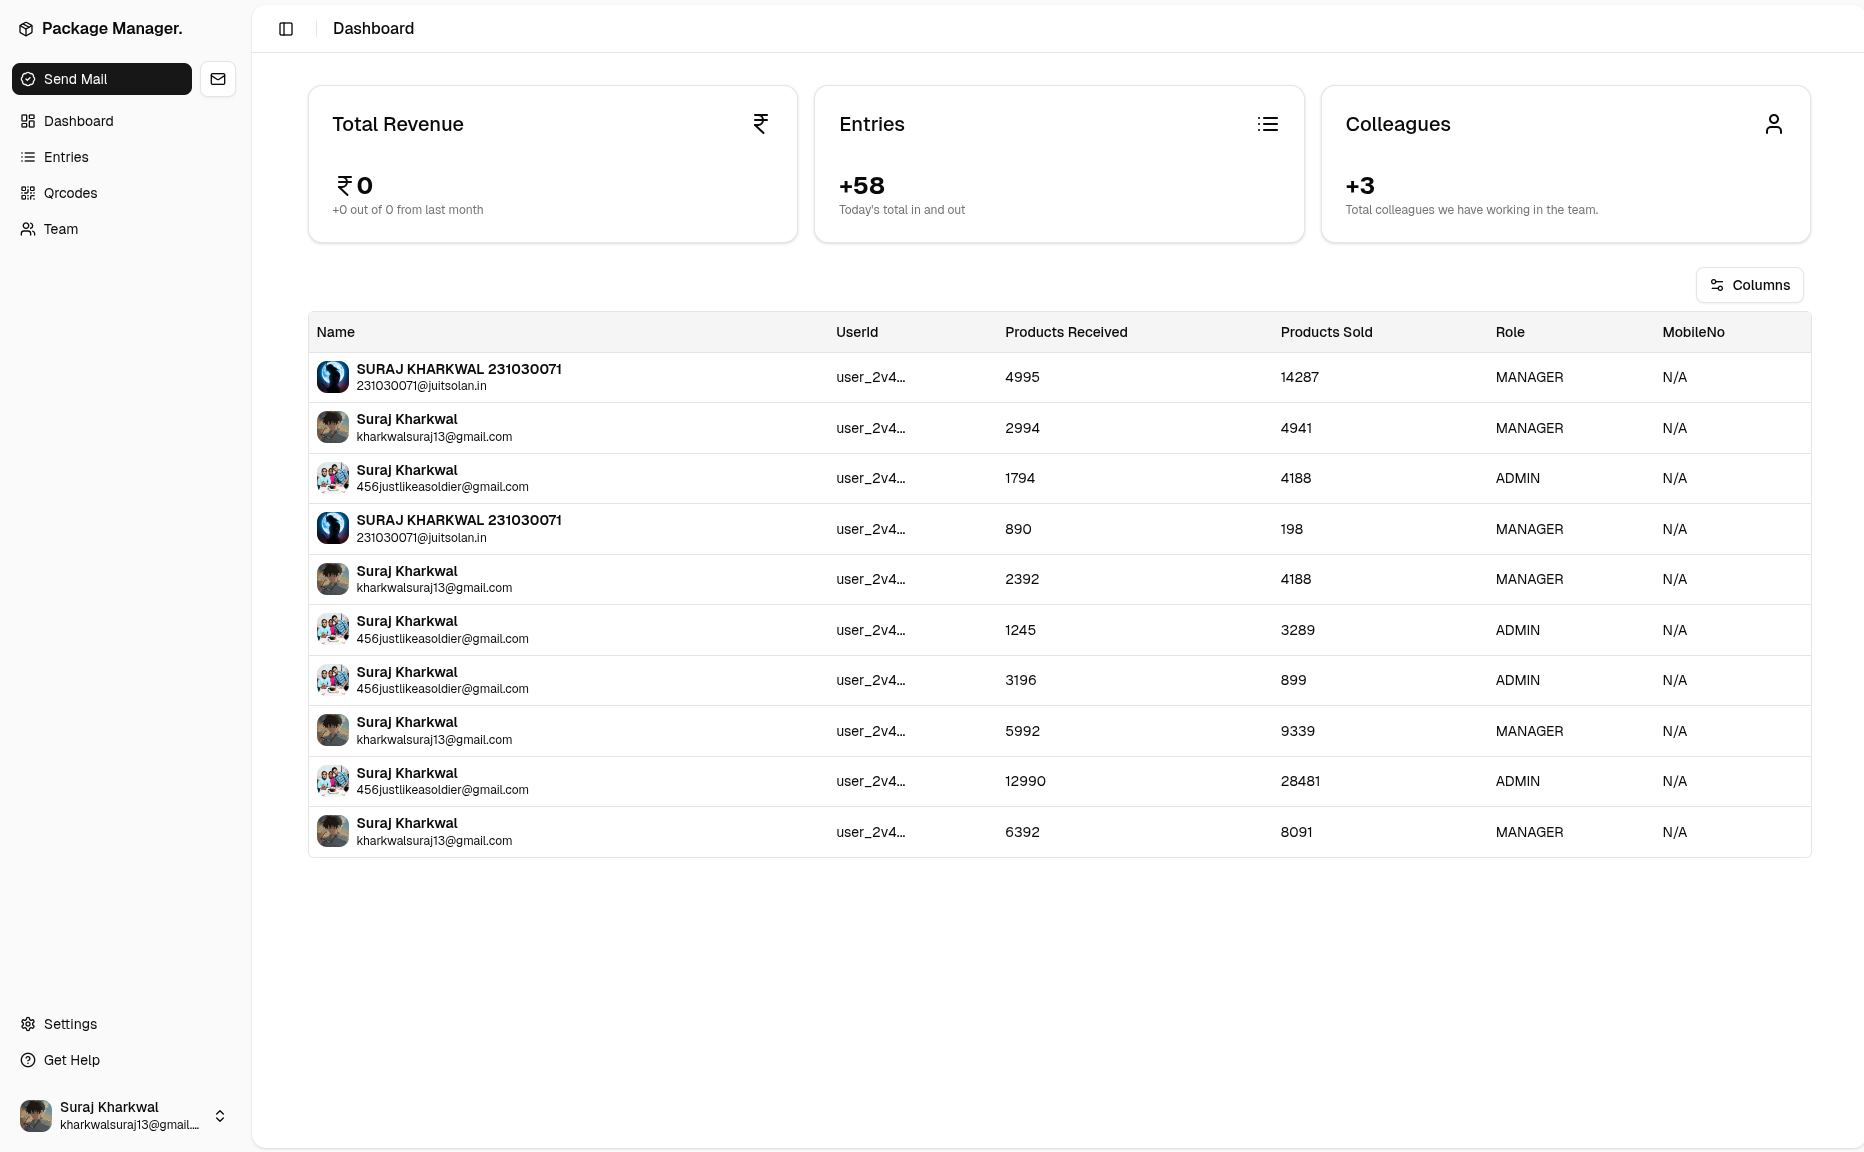 Package Manager.
Send Mail
Dashboard
Entries
Qrcodes
Team
Settings
Get Help
Suraj Kharkwal
kharkwalsuraj13@gmail....
Dashboard
Total Revenue
₹ 0
+0 out of 0 from last month
Entries
+58
Today's total in and out
Colleagues
+3
Total colleagues we have working in the team.
Columns
Name UserId Products Received Products Sold Role MobileNo
SURAJ KHARKWAL 231030071
231030071@juitsolan.in
user_2v4... 4995 14287 MANAGER N/A
Suraj Kharkwal
kharkwalsuraj13@gmail.com
user_2v4... 2994 4941 MANAGER N/A
Suraj Kharkwal
456justlikeasoldier@gmail.com
user_2v4... 1794 4188 ADMIN N/A
SURAJ KHARKWAL 231030071
231030071@juitsolan.in
user_2v4... 890 198 MANAGER N/A
Suraj Kharkwal
kharkwalsuraj13@gmail.com
user_2v4... 2392 4188 MANAGER N/A
Suraj Kharkwal
456justlikeasoldier@gmail.com
user_2v4... 1245 3289 ADMIN N/A
Suraj Kharkwal
456justlikeasoldier@gmail.com
user_2v4... 3196 899 ADMIN N/A
Suraj Kharkwal
kharkwalsuraj13@gmail.com
user_2v4... 5992 9339 MANAGER N/A
Suraj Kharkwal
456justlikeasoldier@gmail.com
user_2v4... 12990 28481 ADMIN N/A
Suraj Kharkwal
kharkwalsuraj13@gmail.com
user_2v4... 6392 8091 MANAGER N/A